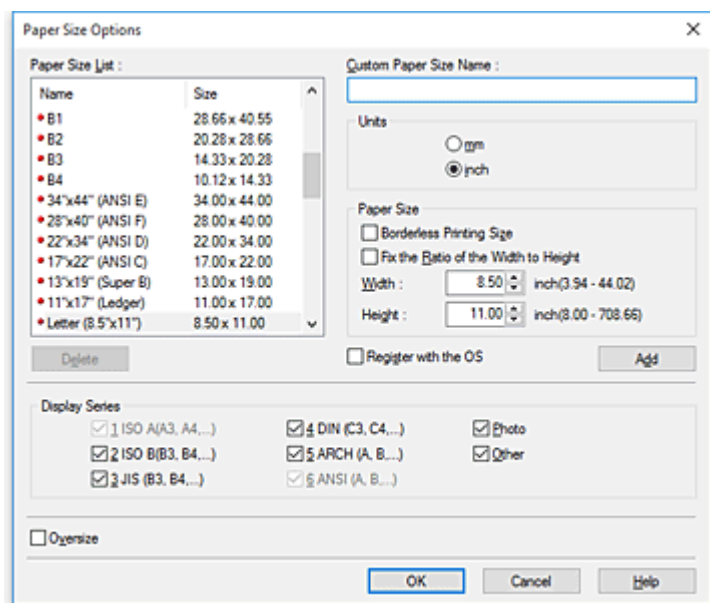 Paper Size Options
Paper Size List :
Name Size
B1 28.66 x 40.55
B2 20.28 x 28.66
B3 14.33 x 20.28
B4 10.12 x 14.33
34"x44" (ANSI E) 34.00 x 44.00
28"x40" (ANSI F) 28.00 x 40.00
22"x34" (ANSI D) 22.00 x 34.00
17"x22" (ANSI C) 17.00 x 22.00
13"x19" (Super B) 13.00 x 19.00
11"x17" (Ledger) 11.00 x 17.00
Letter (8.5"x11") 8.50 x 11.00
Delete
Custom Paper Size Name :
Units
mm
inch
Paper Size
Borderless Printing Size
Fix the Ratio of the Width to Height
Width : 8.50 inch(3.94 - 44.02)
Height : 11.00 inch(8.00 - 708.66)
Register with the OS Add
Display Series
1 ISO A(A3, A4,...) 4 DIN (C3, C4,...) Photo
2 ISO B(B3, B4,...) 5 ARCH (A, B,...) Other
3 JIS (B3, B4,...) 6 ANSI (A, B,...)
Oversize
OK Cancel Help